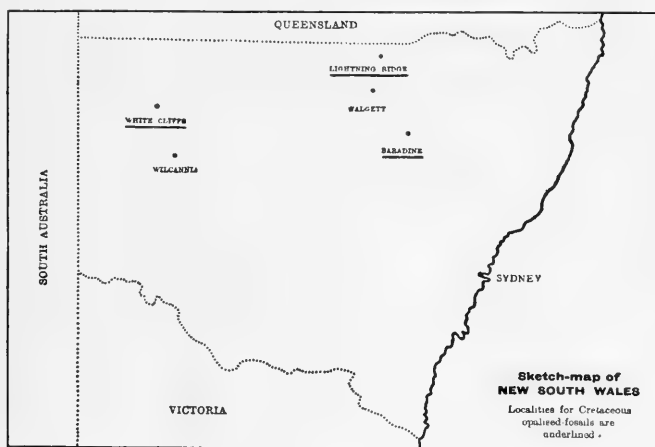 QUEENSLAND
LIGHTNING RIDGE
WALGETT
WHITE CLIFFS
BARADINE
WILCANNIA
SOUTH AUSTRALIA
SYDNEY
Sketch-map of
NEW SOUTH WALES
Localities for Cretaceous
opalised fossils are
underlined.
VICTORIA